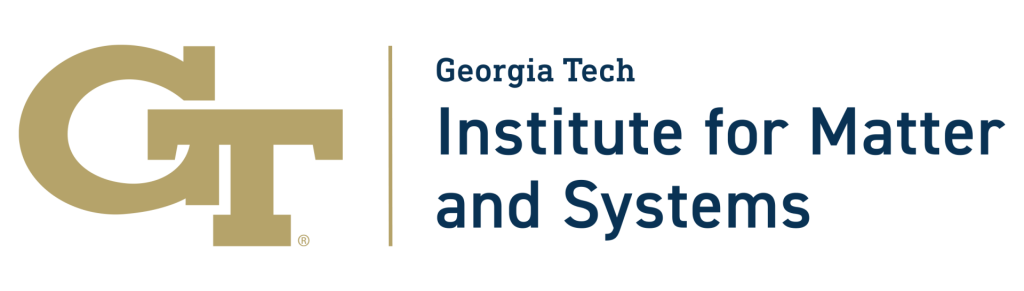 GT®
Georgia Tech
Institute for Matter
and Systems